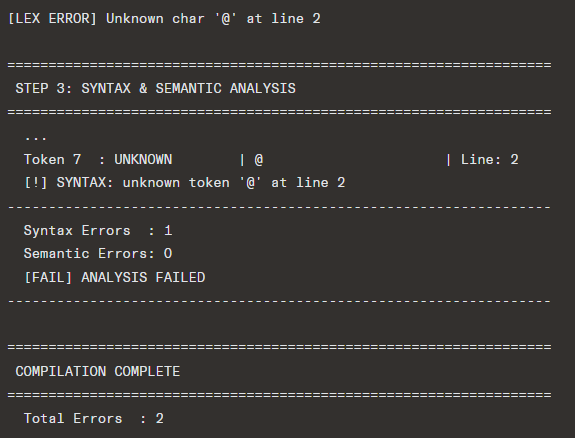 [LEX ERROR] Unknown char '@' at line 2
==================================================================
STEP 3: SYNTAX & SEMANTIC ANALYSIS
==================================================================
...
Token 7  : UNKNOWN        | @                      | Line: 2
[!] SYNTAX: unknown token '@' at line 2
------------------------------------------------------------------
Syntax Errors  : 1
Semantic Errors: 0
[FAIL] ANALYSIS FAILED
------------------------------------------------------------------
==================================================================
COMPILATION COMPLETE
==================================================================
Total Errors  : 2